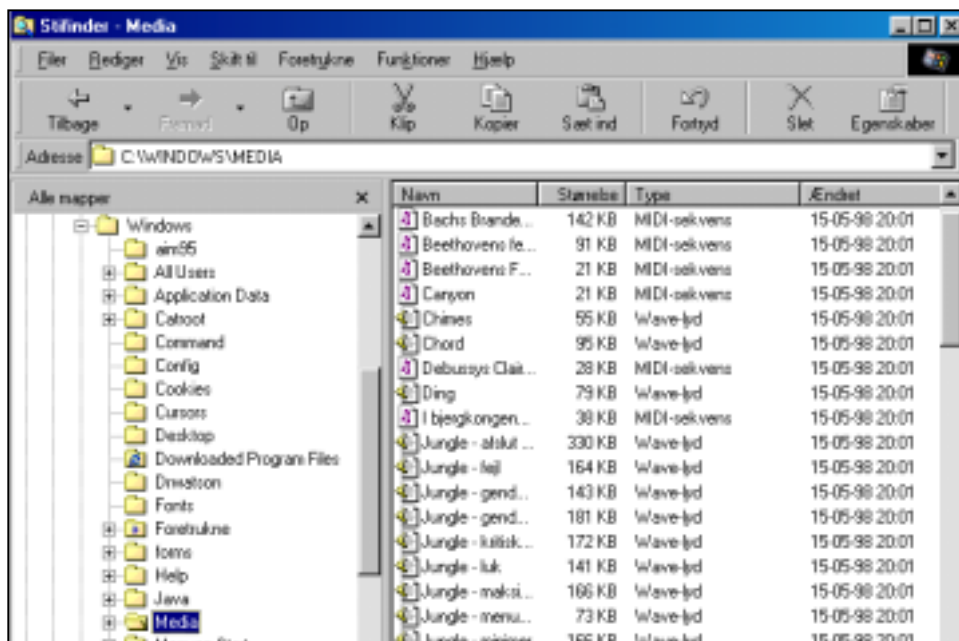 Stifinder - Media
Filer Rediger Vis Skift til Foretrukne Funktioner Hjælp
Tilbage Fremad Op Klip Kopier Sæt ind Fortryd Slet Egenskaber
Adresse C:\WINDOWS\MEDIA
Alle mapper
Windows
aim95
All Users
Application Data
Catroot
Command
Config
Cookies
Cursors
Desktop
Downloaded Program Files
Drwatson
Fonts
Foretrukne
forms
Help
Java
Media
Navn Størrelse Type Ændret
Bachs Brande... 142 KB MIDI-sekvens 15-05-98 20:01
Beethovens fe... 91 KB MIDI-sekvens 15-05-98 20:01
Beethovens F... 21 KB MIDI-sekvens 15-05-98 20:01
Canyon 21 KB MIDI-sekvens 15-05-98 20:01
Chimes 55 KB Wave-lyd 15-05-98 20:01
Chord 95 KB Wave-lyd 15-05-98 20:01
Debussys Clair... 28 KB MIDI-sekvens 15-05-98 20:01
Ding 79 KB Wave-lyd 15-05-98 20:01
I bjergkongen... 38 KB MIDI-sekvens 15-05-98 20:01
Jungle - afslut ... 330 KB Wave-lyd 15-05-98 20:01
Jungle - fejl 164 KB Wave-lyd 15-05-98 20:01
Jungle - gend... 143 KB Wave-lyd 15-05-98 20:01
Jungle - gend... 181 KB Wave-lyd 15-05-98 20:01
Jungle - kritisk... 172 KB Wave-lyd 15-05-98 20:01
Jungle - luk 141 KB Wave-lyd 15-05-98 20:01
Jungle - maksi... 166 KB Wave-lyd 15-05-98 20:01
Jungle - menu... 73 KB Wave-lyd 15-05-98 20:01
Jungle - minimer 166 KB Wave-lyd 15-05-98 20:01